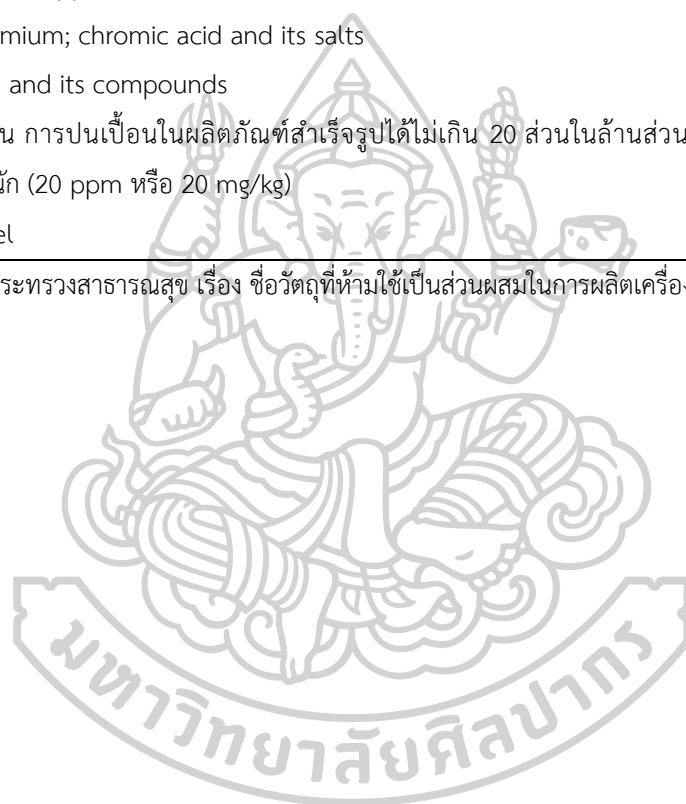 mium; chromic acid and its salts
and its compounds
น การปนเปื้อนในผลิตภัณฑ์สำเร็จรูปได้ไม่เกิน 20 ส่วนในล้านส่วน
นัก (20 ppm หรือ 20 mg/kg)
el
ระทรวงสาธารณสุข เรื่อง ชื่อวัตถุที่ห้ามใช้เป็นส่วนผสมในการผลิตเครื่อง
มหาวิทยาลัยศิลปากร